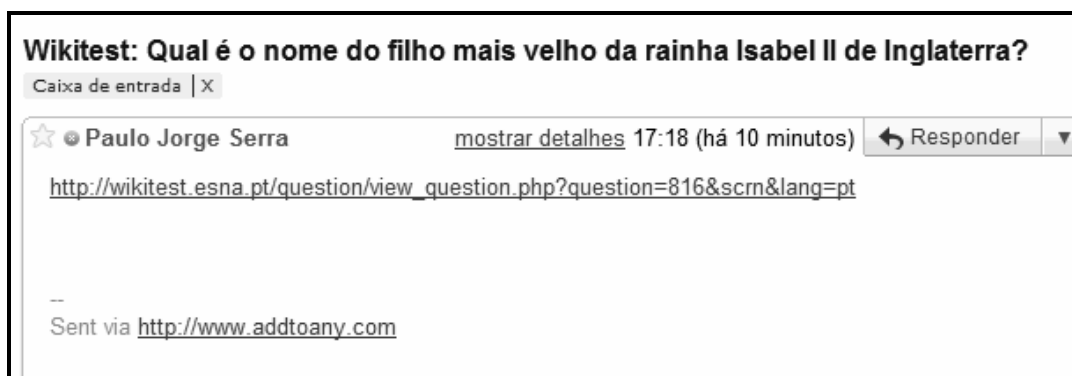 Wikitest: Qual é o nome do filho mais velho da rainha Isabel II de Inglaterra?
Caixa de entrada | X
Paulo Jorge Serra mostrar detalhes 17:18 (há 10 minutos) Responder
http://wikitest.esna.pt/question/view_question.php?question=816&scrn&lang=pt
--
Sent via http://www.addtoany.com